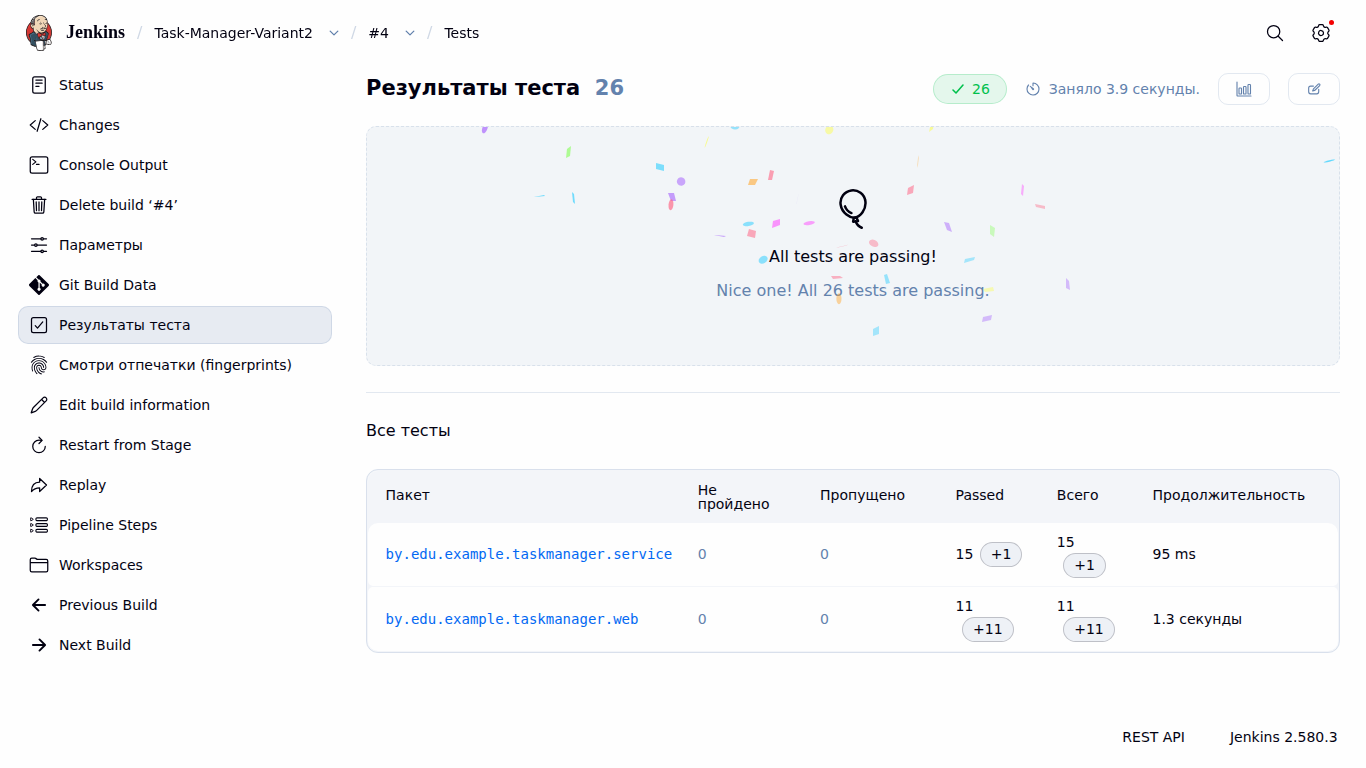 Jenkins / Task-Manager-Variant2 / #4 / Tests
Status
Changes
Console Output
Delete build ‘#4’
Параметры
Git Build Data
Результаты теста
Смотри отпечатки (fingerprints)
Edit build information
Restart from Stage
Replay
Pipeline Steps
Workspaces
Previous Build
Next Build
Результаты теста 26
26
Заняло 3.9 секунды.
All tests are passing!
Nice one! All 26 tests are passing.
Все тесты
Пакет Не пройдено Пропущено Passed Всего Продолжительность
by.edu.example.taskmanager.service 0 0 15 +1 15 +1 95 ms
by.edu.example.taskmanager.web 0 0 11 +11 11 +11 1.3 секунды
REST API Jenkins 2.580.3